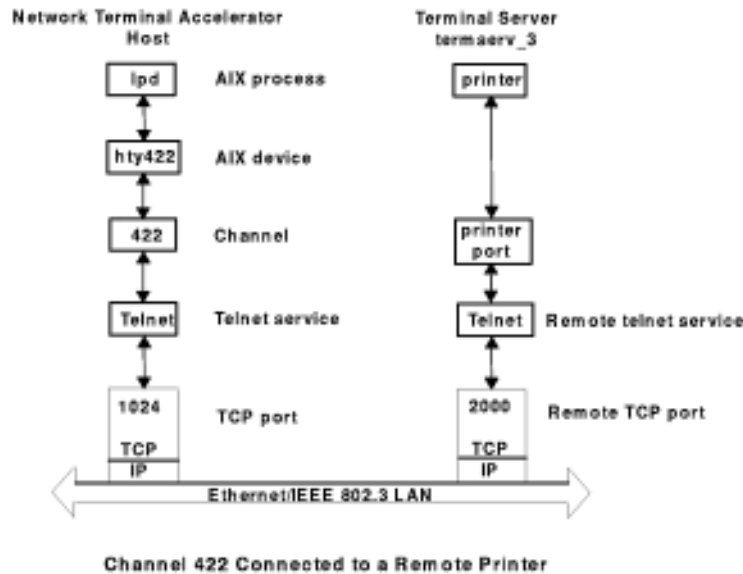 Network Terminal Accelerator
Host
Terminal Server
termserv_3
lpd
AIX process
printer
hty422
AIX device
422
Channel
printer
port
Telnet
Telnet service
Telnet
Remote telnet service
1024
TCP port
2000
Remote TCP port
TCP
TCP
IP
IP
Ethernet/IEEE 802.3 LAN
Channel 422 Connected to a Remote Printer